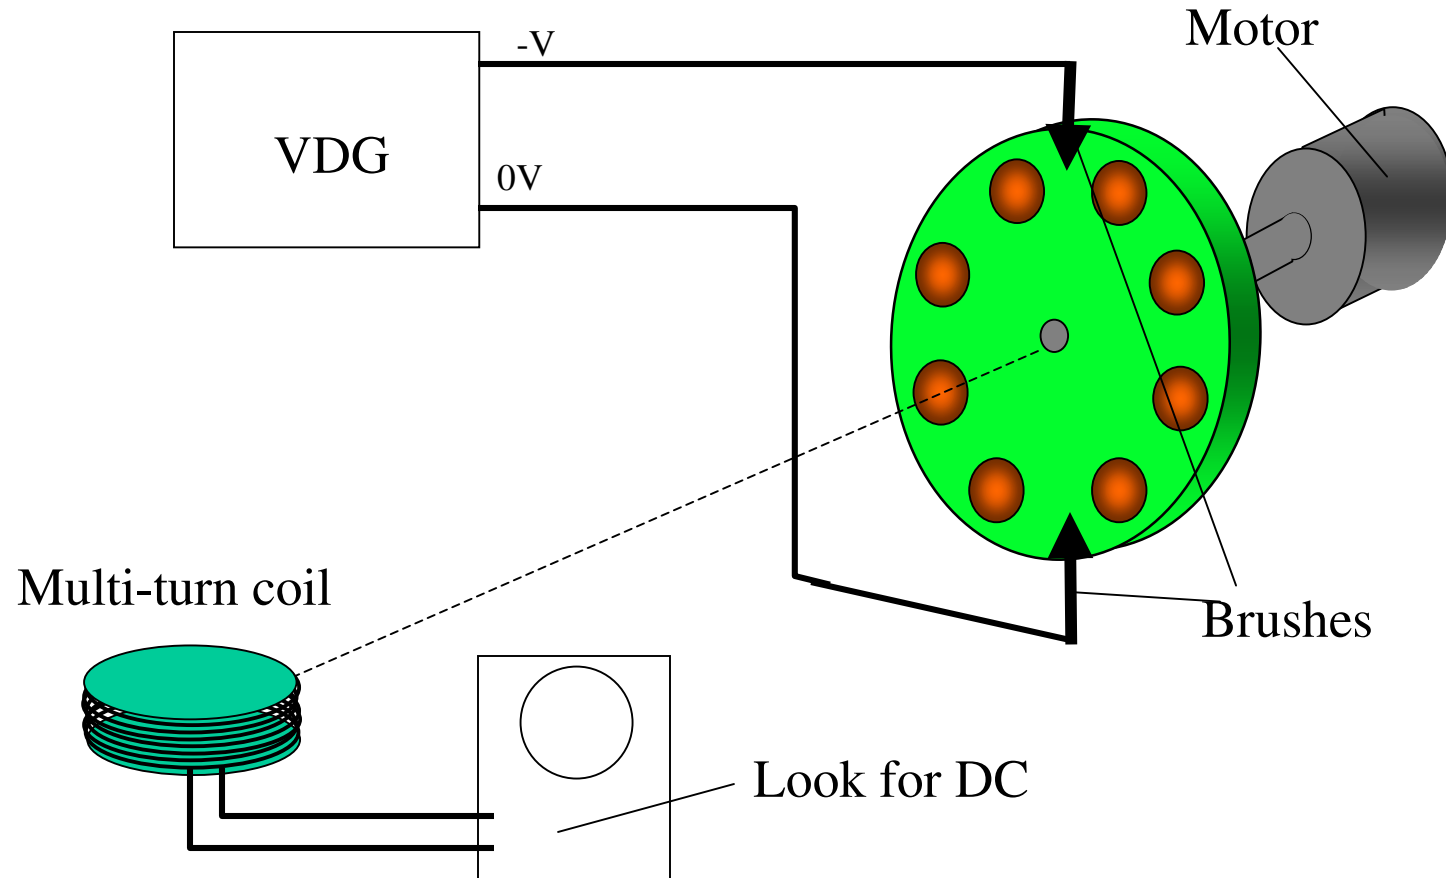 Motor
-V
VDG
0V
Multi-turn coil
Brushes
Look for DC